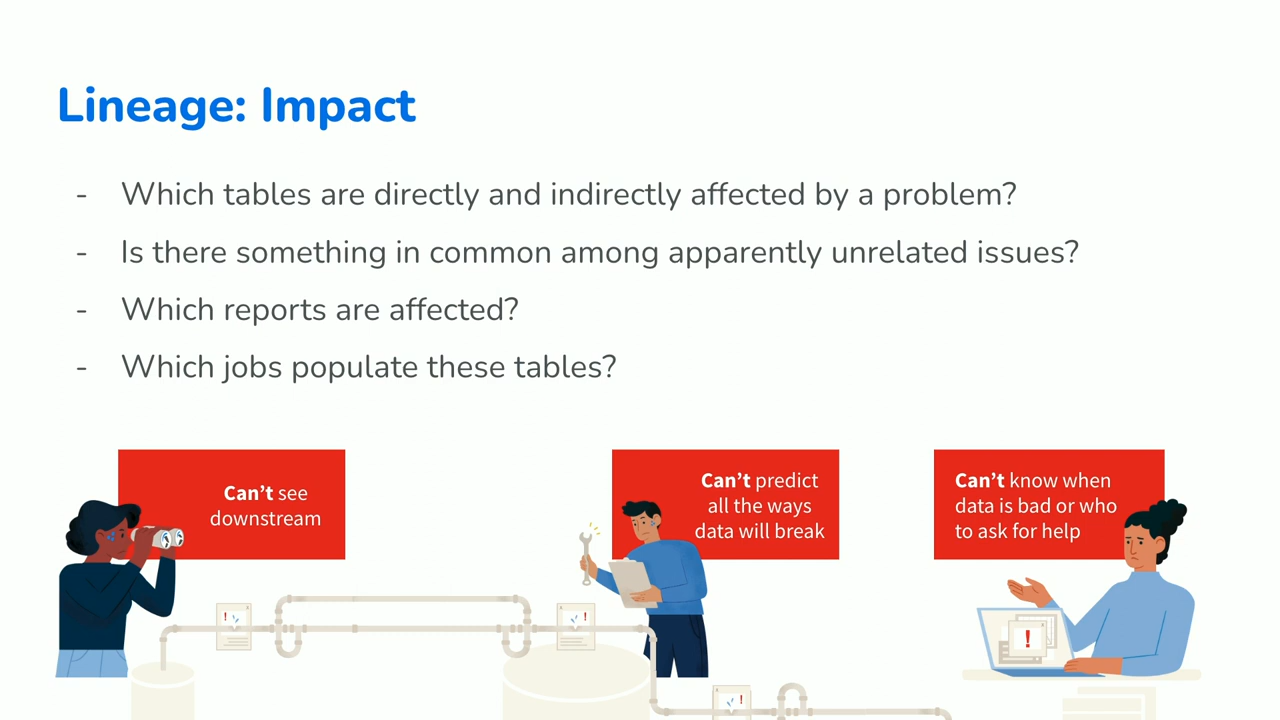 Lineage: Impact
- Which tables are directly and indirectly affected by a problem?
- Is there something in common among apparently unrelated issues?
- Which reports are affected?
- Which jobs populate these tables?
Can't see
downstream
Can't predict
all the ways
data will break
Can't know when
data is bad or who
to ask for help